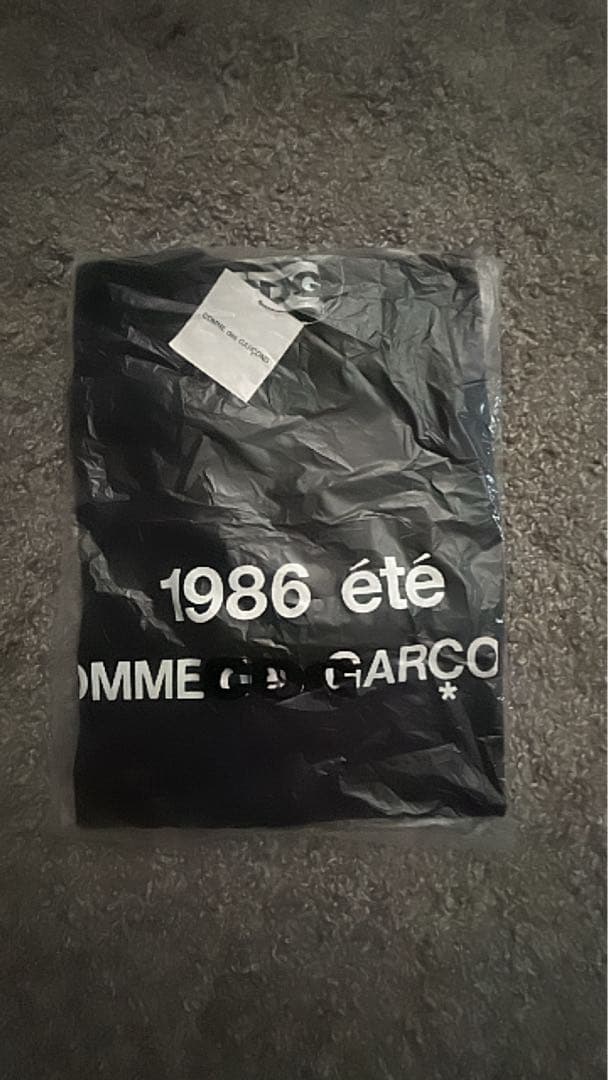 COMME des GARÇONS
1986 été
OMME GARÇO
*